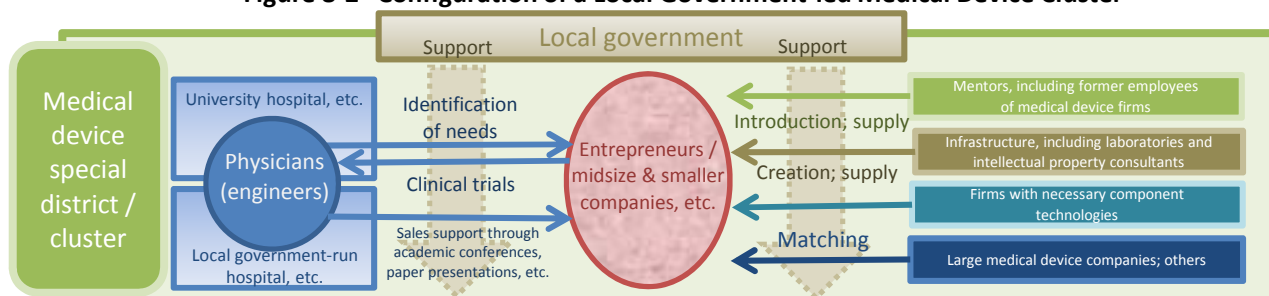 Local government
Support
Support
Medical
device
special
district /
cluster
University hospital, etc.
Physicians
(engineers)
Local government-run
hospital, etc.
Identification
of needs
Clinical trials
Sales support through
academic conferences,
paper presentations, etc.
Entrepreneurs /
midsize & smaller
companies, etc.
Introduction; supply
Creation; supply
Matching
Mentors, including former employees
of medical device firms
Infrastructure, including laboratories and
intellectual property consultants
Firms with necessary component
technologies
Large medical device companies; others